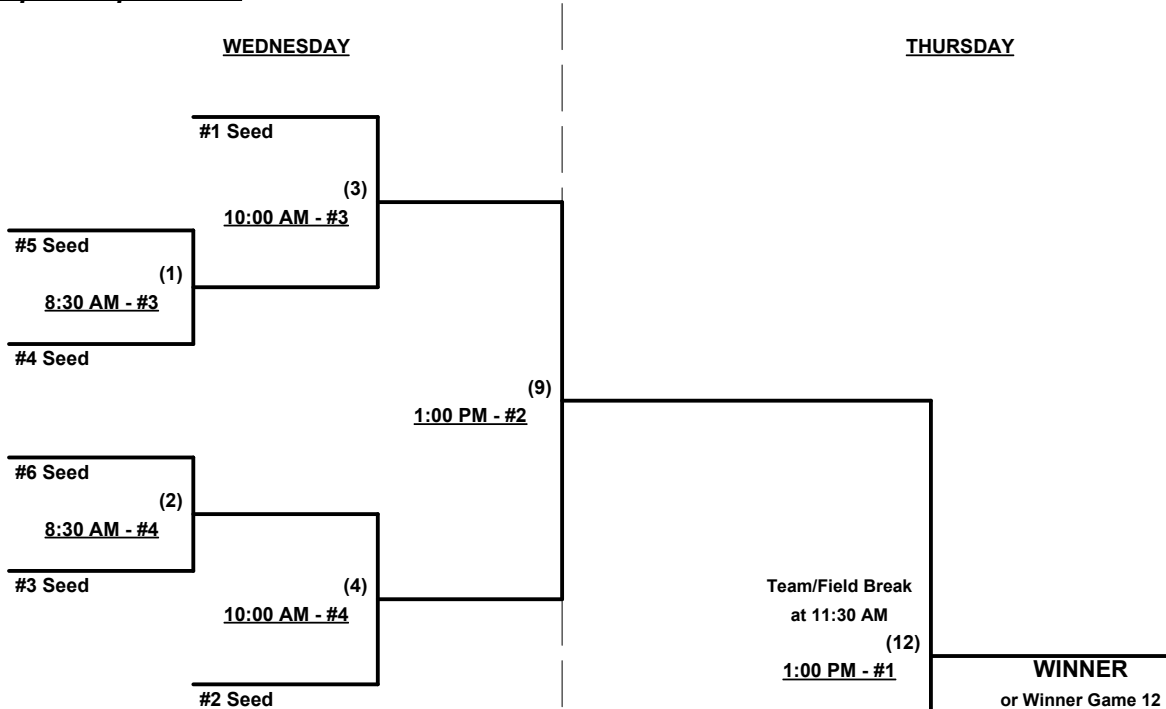 WEDNESDAY
THURSDAY
#1 Seed
(3)
10:00 AM - #3
#5 Seed
(1)
8:30 AM - #3
#4 Seed
(9)
1:00 PM - #2
#6 Seed
(2)
8:30 AM - #4
#3 Seed
(4)
10:00 AM - #4
#2 Seed
Team/Field Break
at 11:30 AM
(12)
1:00 PM - #1
WINNER
or Winner Game 12